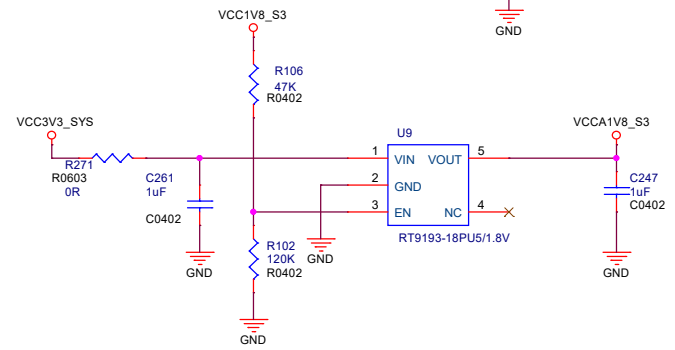 GND
VCC1V8_S3
R106
47K
R0402
VCC3V3_SYS
R271
R0603
0R
C261
1uF
C0402
GND
U9
1
VIN
VOUT
5
2
GND
3
EN
NC
4
RT9193-18PU5/1.8V
GND
R102
120K
R0402
GND
VCCA1V8_S3
C247
1uF
C0402
GND